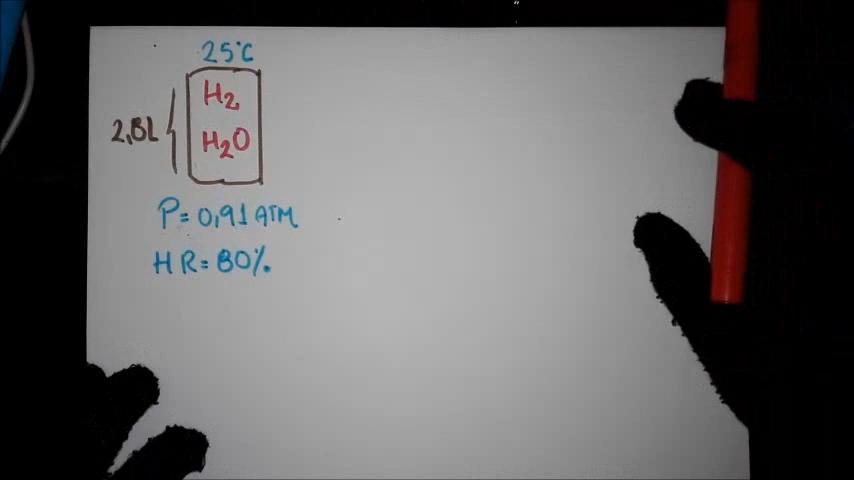 25°C
H₂
2,8L
H₂O
P=0,91 ATM
HR=80%